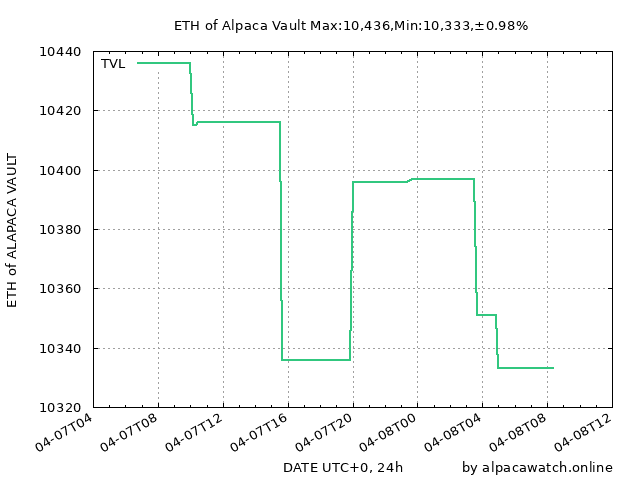 ETH of Alpaca Vault Max:10,436,Min:10,333,±0.98%
10440
TVL
10420
10400
10380
10360
10340
10320
ETH of ALAPACA VAULT
04-07T04
04-07T08
04-07T12
04-07T16
04-07T20
04-08T00
04-08T04
04-08T08
04-08T12
DATE UTC+0, 24h
by alpacawatch.online